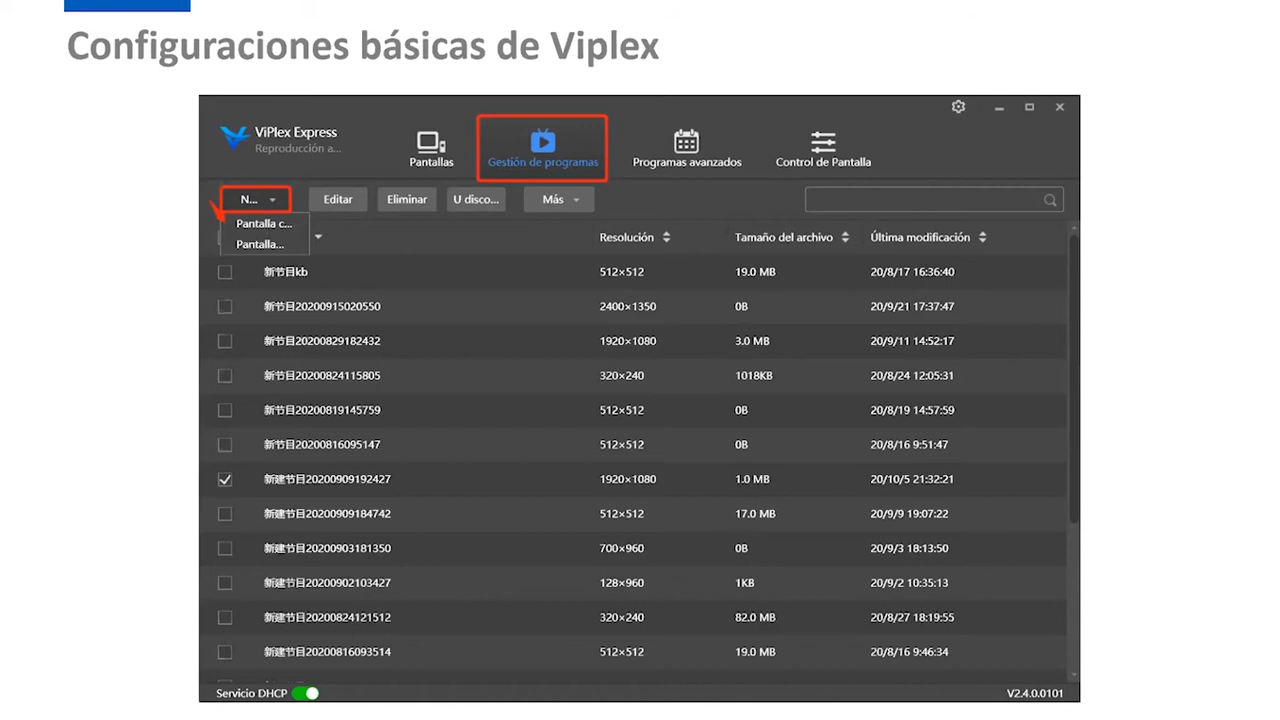 Configuraciones básicas de Viplex
ViPlex Express
Reproducción a...
Pantallas
Gestión de programas
Programas avanzados
Control de Pantalla
N...
Editar
Eliminar
U disco...
Más
Pantalla c...
Pantalla...
Resolución
Tamaño del archivo
Última modificación
新节目kb 512×512 19.0 MB 20/8/17 16:36:40
新节目20200915020550 2400×1350 0B 20/9/21 17:37:47
新节目20200829182432 1920×1080 3.0 MB 20/9/11 14:52:17
新节目20200824115805 320×240 1018KB 20/8/24 12:05:31
新节目20200819145759 512×512 0B 20/8/19 14:57:59
新节目20200816095147 512×512 0B 20/8/16 9:51:47
新建节目20200909192427 1920×1080 1.0 MB 20/10/5 21:32:21
新建节目20200909184742 512×512 17.0 MB 20/9/9 19:07:22
新建节目20200903181350 700×960 0B 20/9/3 18:13:50
新建节目20200902103427 128×960 1KB 20/9/2 10:35:13
新建节目20200824121512 320×240 82.0 MB 20/8/27 18:19:55
新建节目20200816093514 512×512 19.0 MB 20/8/16 9:46:34
Servicio DHCP
V2.4.0.0101